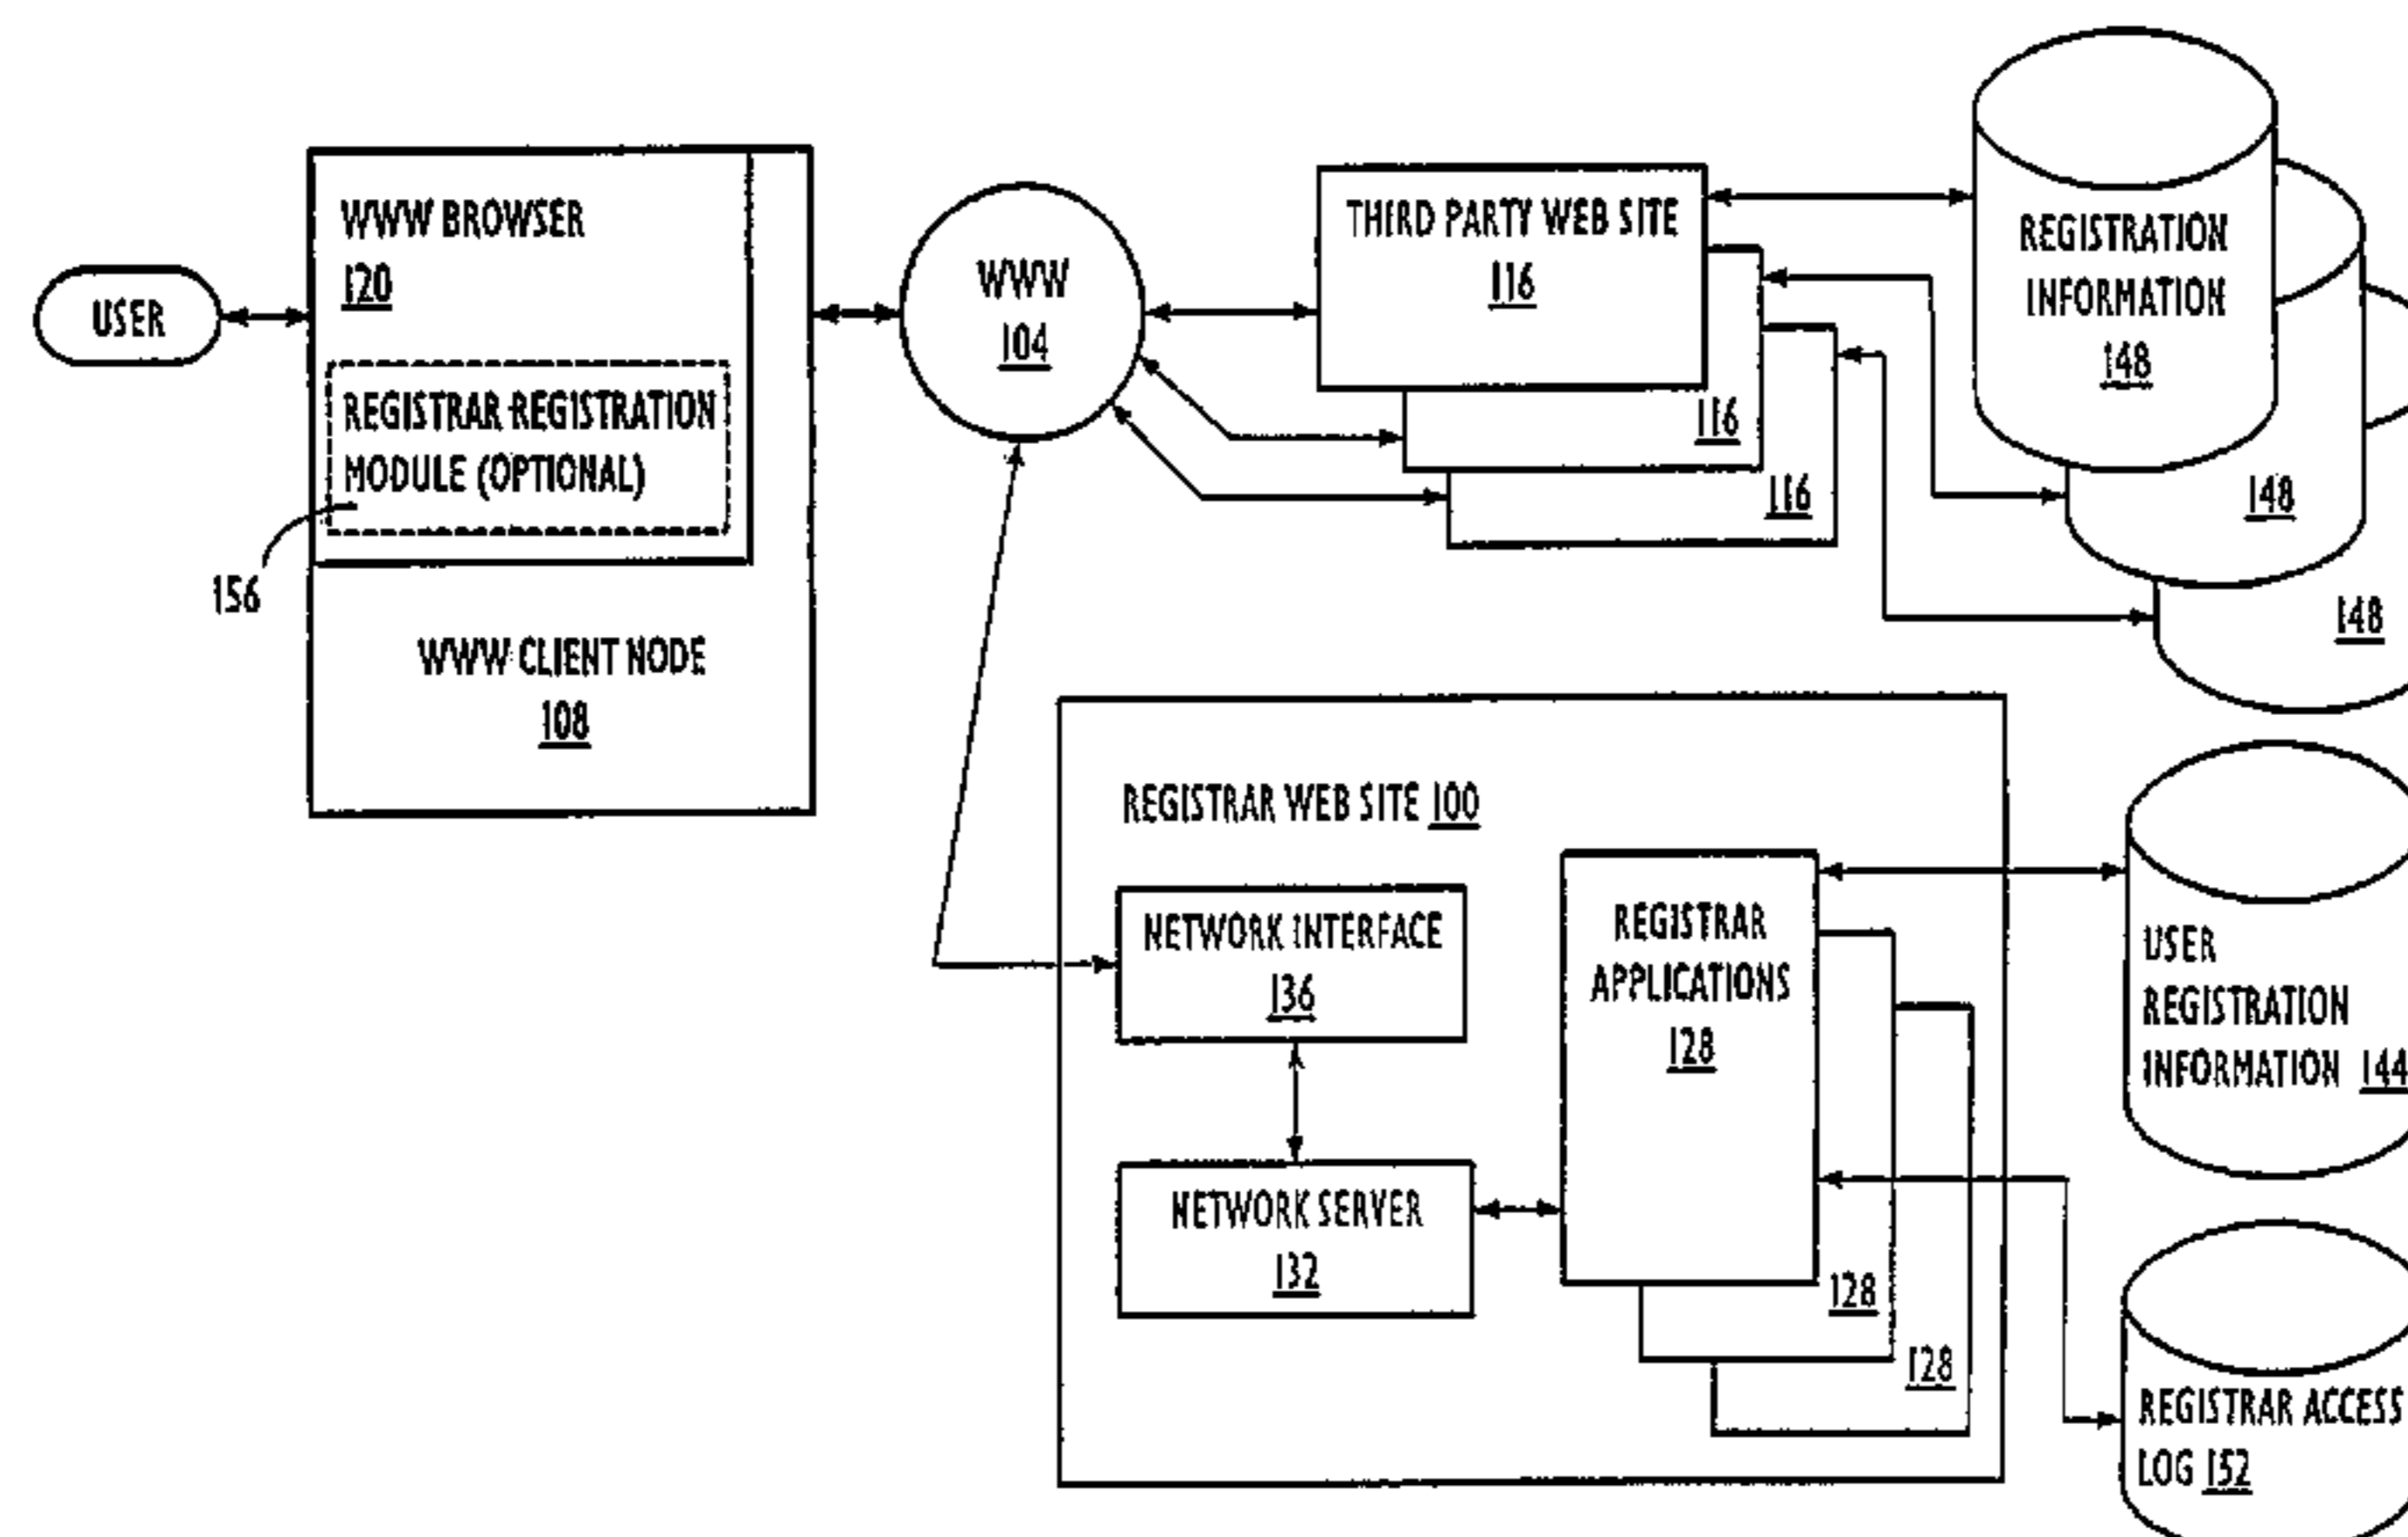 USER
WWW BROWSER
120
REGISTRAR REGISTRATION
MODULE (OPTIONAL)
156
WWW CLIENT NODE
108
WWW
104
THIRD PARTY WEB SITE
116
116
116
REGISTRATION
INFORMATION
148
148
148
REGISTRAR WEB SITE 100
NETWORK INTERFACE
136
NETWORK SERVER
132
REGISTRAR
APPLICATIONS
128
128
128
USER
REGISTRATION
INFORMATION 144
REGISTRAR ACCESS
LOG 152